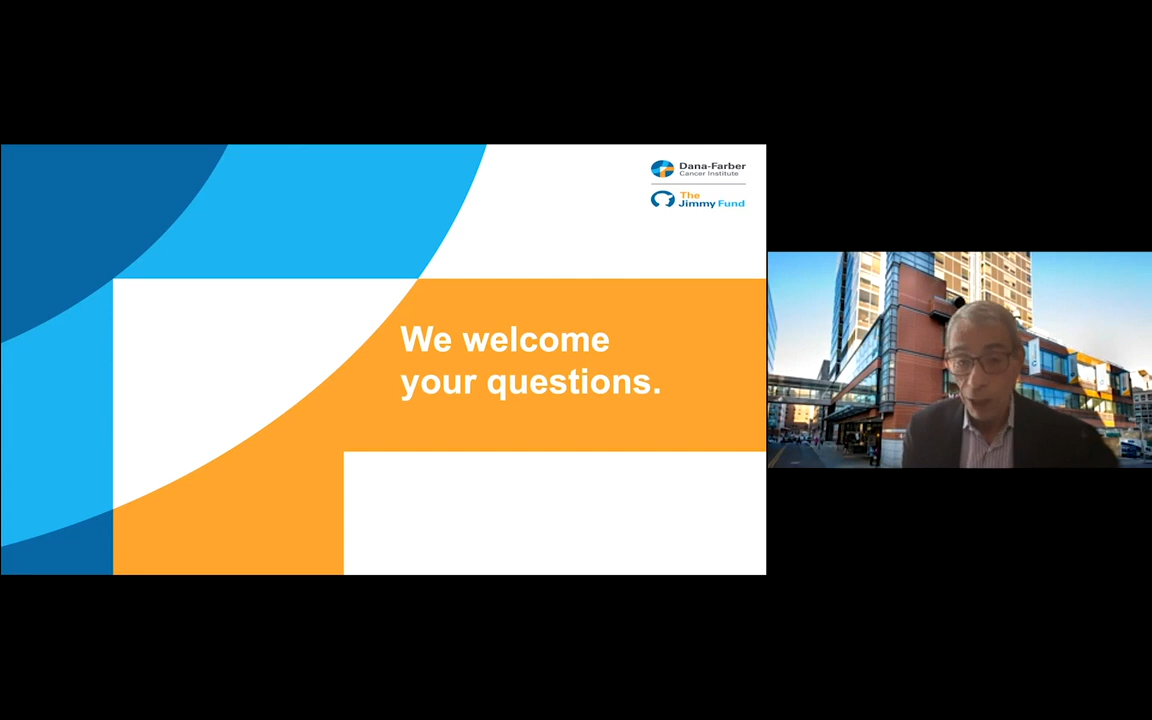 Dana-Farber
Cancer Institute
The
Jimmy Fund
We welcome
your questions.